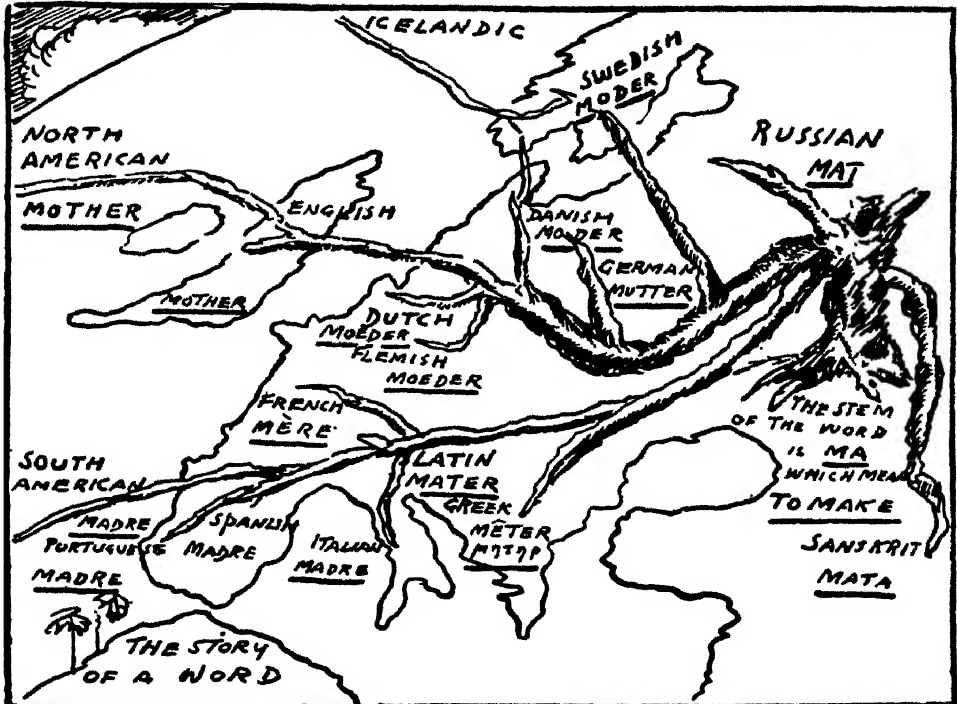 ICELANDIC
SWEDISH
MODER
NORTH
AMERICAN
MOTHER
ENGLISH
MOTHER
RUSSIAN
MAT
DANISH
MODER
GERMAN
MUTTER
DUTCH
MOEDER
FLEMISH
MOEDER
FRENCH
MÈRE
SOUTH
AMERICAN
MADRE
PORTUGUESE
MADRE
SPANISH
MADRE
ITALIAN
MADRE
LATIN
MATER
GREEK
MÊTER
THE STEM
OF THE WORD
IS MA
WHICH MEANS
TO MAKE
SANSKRIT
MATA
THE STORY
OF A WORD